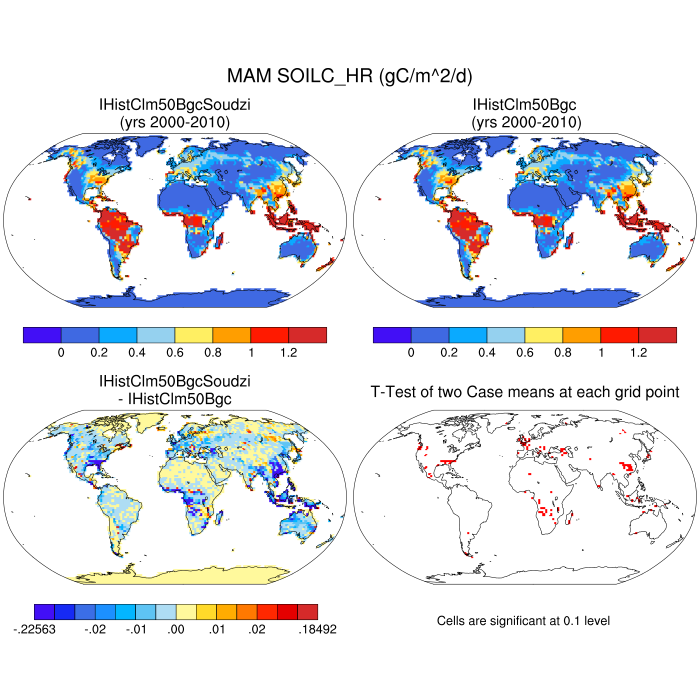 MAM SOILC_HR (gC/m^2/d)
IHistClm50BgcSoudzi
(yrs 2000-2010)
IHistClm50Bgc
(yrs 2000-2010)
0 0.2 0.4 0.6 0.8 1 1.2
0 0.2 0.4 0.6 0.8 1 1.2
IHistClm50BgcSoudzi
- IHistClm50Bgc
T-Test of two Case means at each grid point
-.22563 -.02 -.01 .00 .01 .02 .18492
Cells are significant at 0.1 level